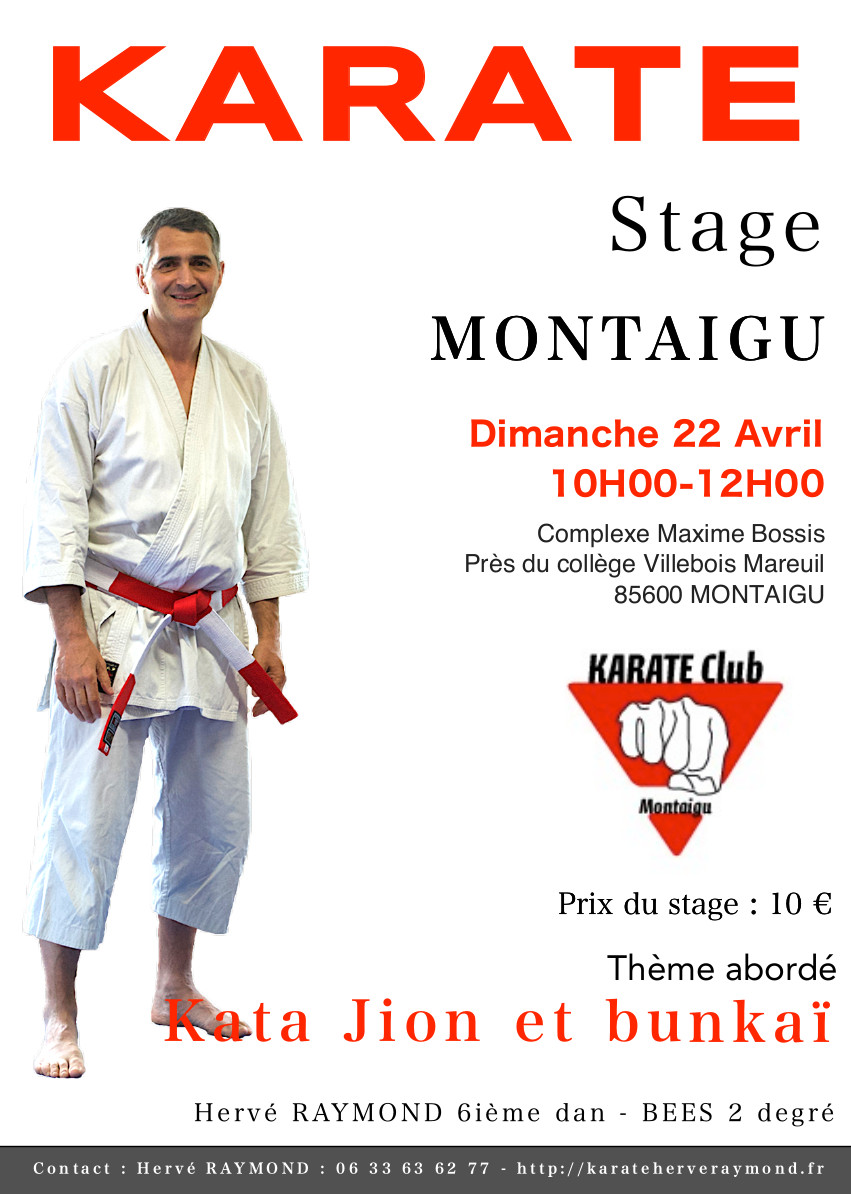 KARATE
Stage
MONTAIGU
Dimanche 22 Avril
10H00-12H00
Complexe Maxime Bossis
Près du collège Villebois Mareuil
85600 MONTAIGU
KARATE Club
Montaigu
Prix du stage : 10 €
Thème abordé
Kata Jion et bunkaï
Hervé RAYMOND 6ième dan - BEES 2 degré
Contact : Hervé RAYMOND : 06 33 63 62 77 - http://karateherveraymond.fr